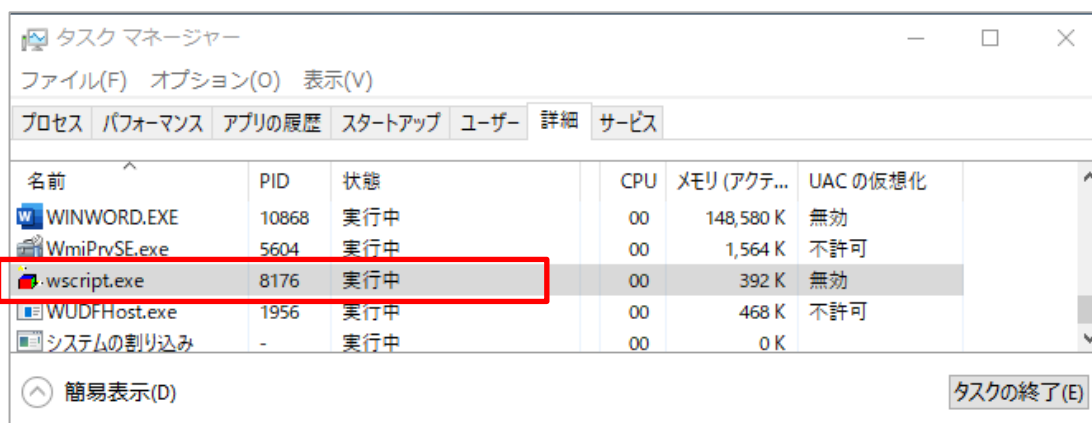 タスク マネージャー
ファイル(F) オプション(O) 表示(V)
プロセス パフォーマンス アプリの履歴 スタートアップ ユーザー 詳細 サービス
名前 PID 状態 CPU メモリ (アクテ... UAC の仮想化
WINWORD.EXE 10868 実行中 00 148,580 K 無効
WmiPrvSE.exe 5604 実行中 00 1,564 K 不許可
wscript.exe 8176 実行中 00 392 K 無効
WUDFHost.exe 1956 実行中 00 468 K 不許可
システムの割り込み - 実行中 00 0 K
簡易表示(D) タスクの終了(E)